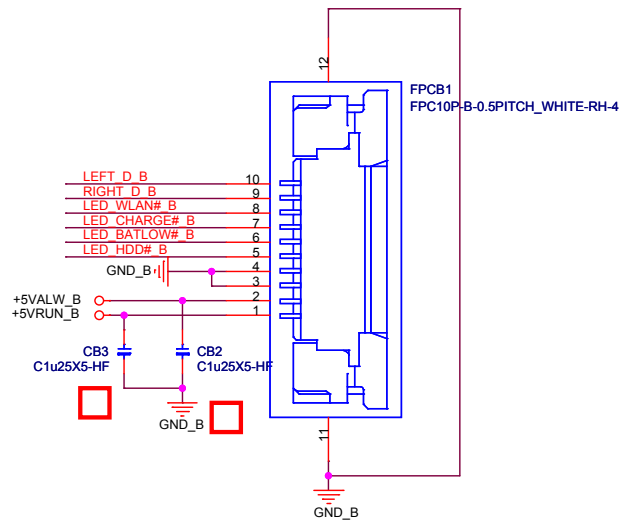 12
FPCB1
FPC10P-B-0.5PITCH_WHITE-RH-4
LEFT_D_B 10
RIGHT_D_B 9
LED_WLAN#_B 8
LED_CHARGE#_B 7
LED_BATLOW#_B 6
LED_HDD#_B 5
GND_B 4
3
+5VALW_B 2
+5VRUN_B 1
CB3 CB2
C1u25X5-HF C1u25X5-HF
GND_B
11
GND_B